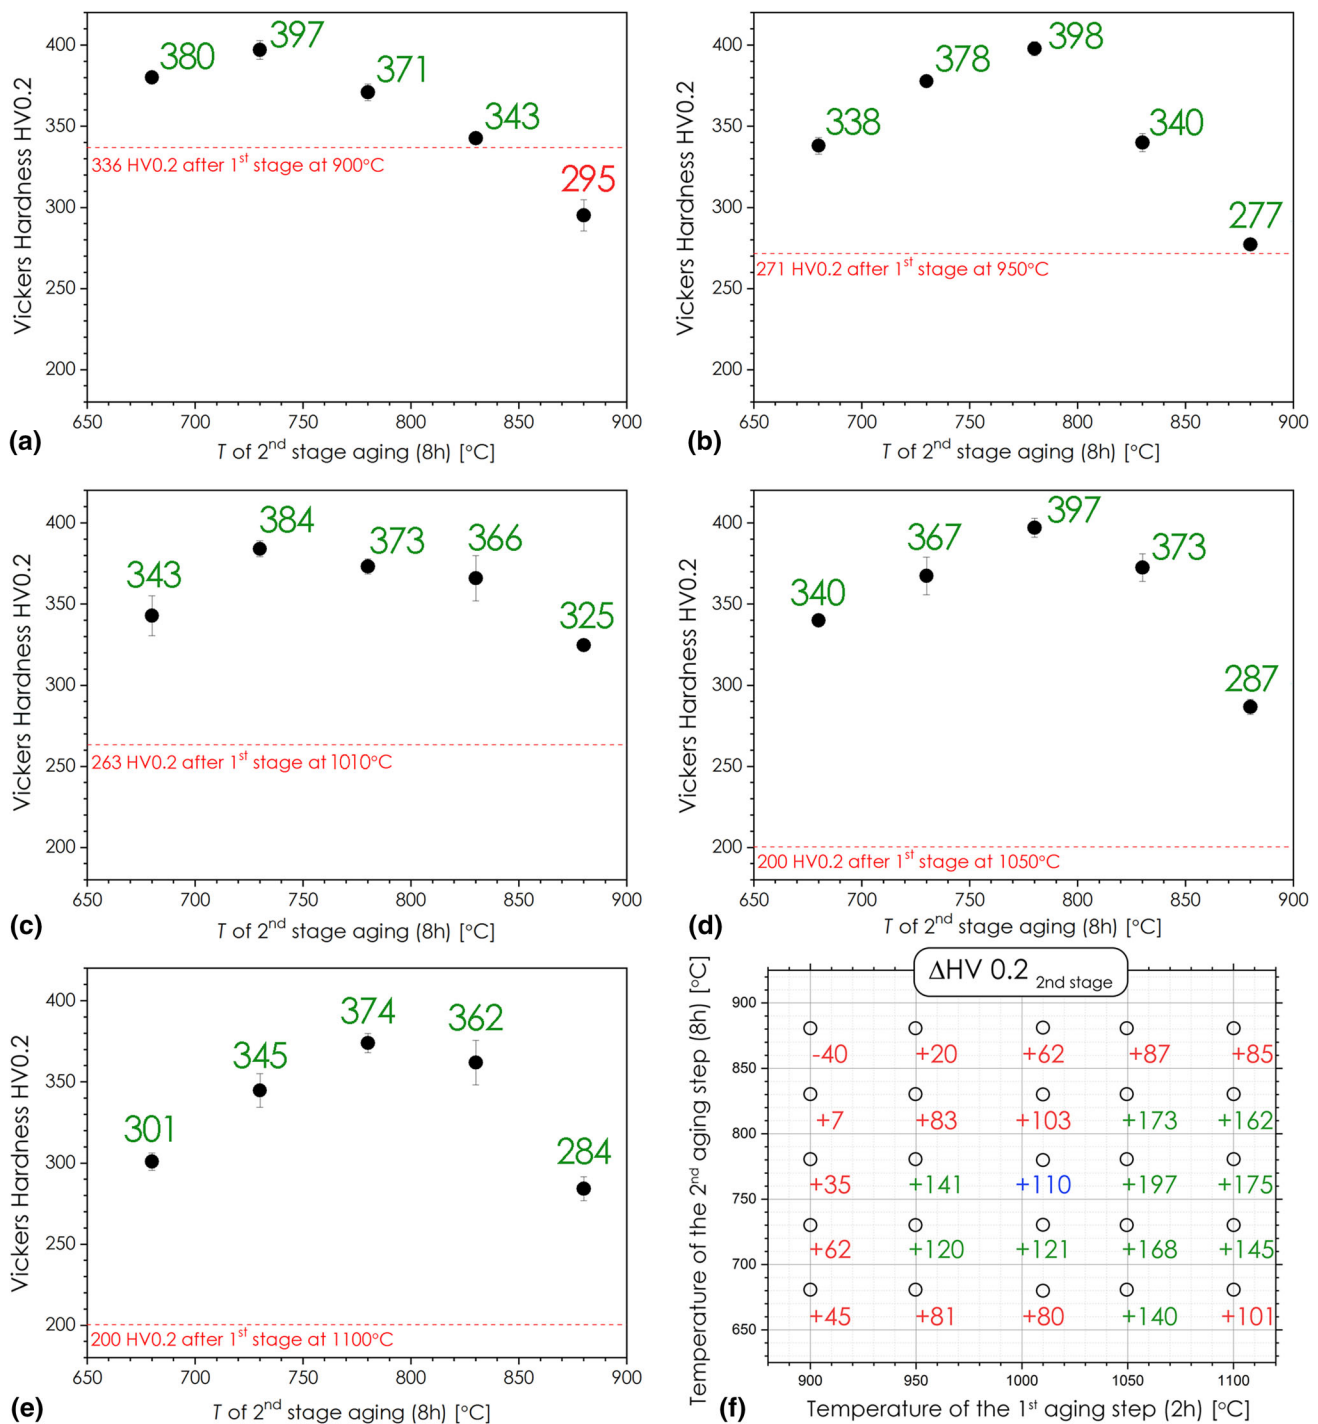 Vickers Hardness HV0.2
400
350
300
250
200
380
397
371
343
295
336 HV0.2 after 1st stage at 900°C
650 700 750 800 850 900
(a)
T of 2nd stage aging (8h) [°C]
Vickers Hardness HV0.2
400
350
300
250
200
338
378
398
340
277
271 HV0.2 after 1st stage at 950°C
650 700 750 800 850 900
(b)
T of 2nd stage aging (8h) [°C]
Vickers Hardness HV0.2
400
350
300
250
200
343
384
373
366
325
263 HV0.2 after 1st stage at 1010°C
650 700 750 800 850 900
(c)
T of 2nd stage aging (8h) [°C]
Vickers Hardness HV0.2
400
350
300
250
200
340
367
397
373
287
200 HV0.2 after 1st stage at 1050°C
650 700 750 800 850 900
(d)
T of 2nd stage aging (8h) [°C]
Vickers Hardness HV0.2
400
350
300
250
200
301
345
374
362
284
200 HV0.2 after 1st stage at 1100°C
650 700 750 800 850 900
(e)
T of 2nd stage aging (8h) [°C]
ΔHV 0.2 2nd stage
Temperature of the 2nd aging step (8h) [°C]
900
850
800
750
700
650
-40 +20 +62 +87 +85
+7 +83 +103 +173 +162
+35 +141 +110 +197 +175
+62 +120 +121 +168 +145
+45 +81 +80 +140 +101
900 950 1000 1050 1100
(f)
Temperature of the 1st aging step (2h) [°C]